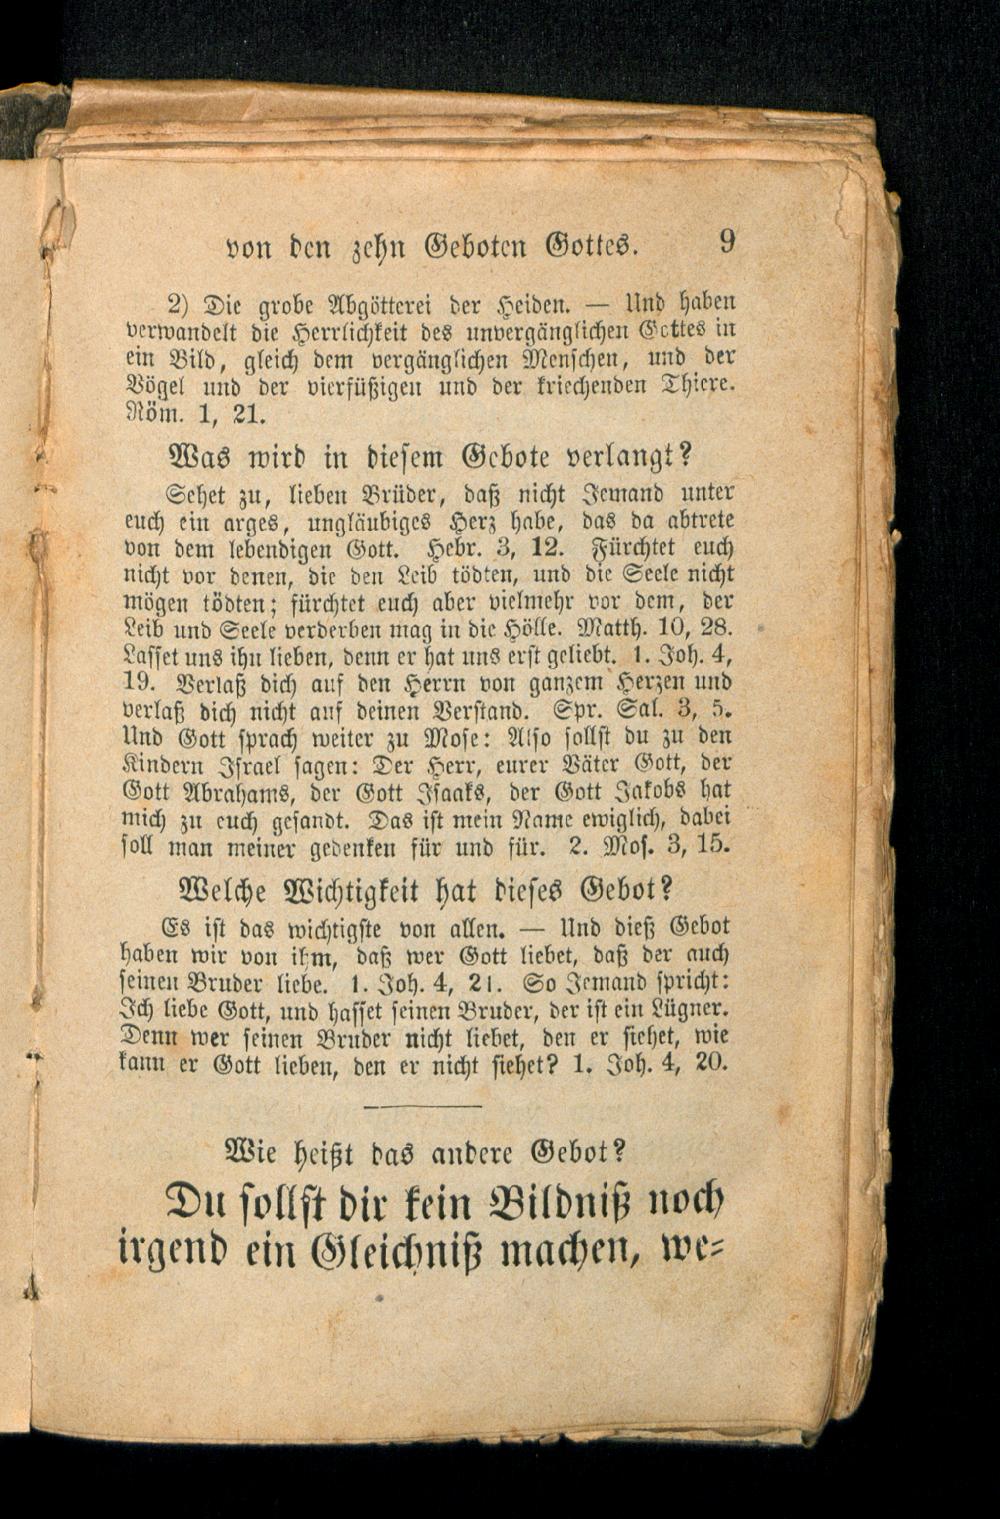 von den zehn Geboten Gottes. 9
2) Die grobe Abgötterei der Heiden. — Und haben
verwandelt die Herrlichkeit des unvergänglichen Gottes in
ein Bild, gleich dem vergänglichen Menschen, und der
Vögel und der vierfüßigen und der kriechenden Thiere.
Röm. 1, 21.
Was wird in diesem Gebote verlangt?
Sehet zu, lieben Brüder, daß nicht Jemand unter
euch ein arges, ungläubiges Herz habe, das da abtrete
von dem lebendigen Gott. Hebr. 3, 12. Fürchtet euch
nicht vor denen, die den Leib tödten, und die Seele nicht
mögen tödten; fürchtet euch aber vielmehr vor dem, der
Leib und Seele verderben mag in die Hölle. Matth. 10, 28.
Lasset uns ihn lieben, denn er hat uns erst geliebt. 1. Joh. 4,
19. Verlaß dich auf den Herrn von ganzem Herzen und
verlaß dich nicht auf deinen Verstand. Spr. Sal. 3, 5.
Und Gott sprach weiter zu Mose: Also sollst du zu den
Kindern Israel sagen: Der Herr, eurer Väter Gott, der
Gott Abrahams, der Gott Isaaks, der Gott Jakobs hat
mich zu euch gesandt. Das ist mein Name ewiglich, dabei
soll man meiner gedenken für und für. 2. Mos. 3, 15.
Welche Wichtigkeit hat dieses Gebot?
Es ist das wichtigste von allen. — Und dieß Gebot
haben wir von ihm, daß wer Gott liebet, daß der auch
seinen Bruder liebe. 1. Joh. 4, 21. So Jemand spricht:
Ich liebe Gott, und hasset seinen Bruder, der ist ein Lügner.
Denn wer seinen Bruder nicht liebet, den er siehet, wie
kann er Gott lieben, den er nicht siehet? 1. Joh. 4, 20.
Wie heißt das andere Gebot?
Du sollst dir kein Bildniß noch
irgend ein Gleichniß machen, we-